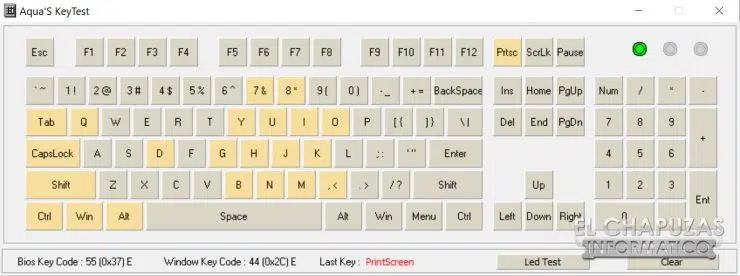 Aqua'S KeyTest
Esc F1 F2 F3 F4 F5 F6 F7 F8 F9 F10 F11 F12 Prtsc ScrLk Pause
`~ 1! 2@ 3# 4$ 5% 6^ 7& 8* 9( 0) -_ += BackSpace Ins Home PgUp Num / * -
Tab Q W E R T Y U I O P [{ ]} \| Del End PgDn 7 8 9 +
CapsLock A S D F G H J K L ;: '" Enter 4 5 6
Shift Z X C V B N M ,< .> /? Shift Up 1 2 3 Ent
Ctrl Win Alt Space Alt Win Menu Ctrl Left Down Right 0 .
EL CHAPUZAS
INFORMÁTICO
Bios Key Code : 55 (0x37) E Window Key Code : 44 (0x2C) E Last Key : PrintScreen Led Test Clear